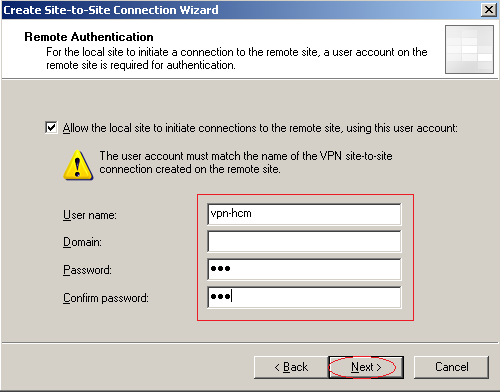 Create Site-to-Site Connection Wizard
Remote Authentication
For the local site to initiate a connection to the remote site, a user account on the
remote site is required for authentication.
Allow the local site to initiate connections to the remote site, using this user account:
The user account must match the name of the VPN site-to-site
connection created on the remote site.
User name:
vpn-hcm
Domain:
Password:
●●●
Confirm password:
●●●
< Back
Next >
Cancel